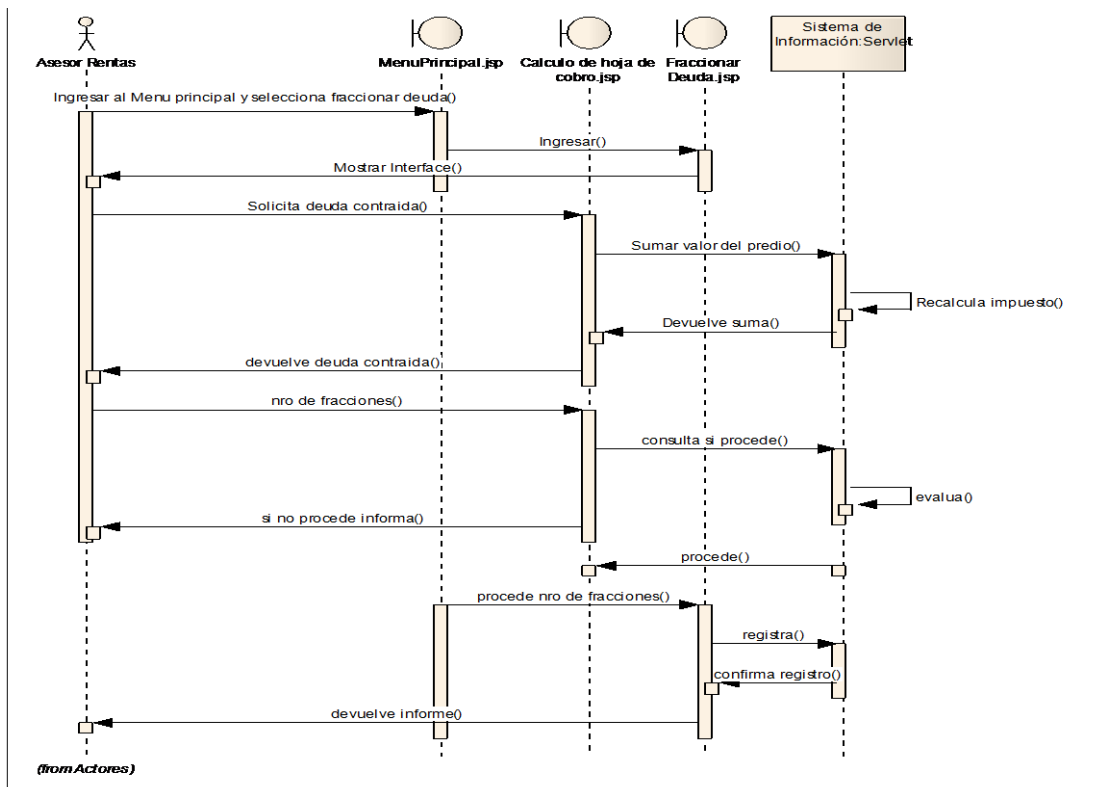 Sistema de
Información:Servlet
Asesor Rentas
MenuPrincipal.jsp
Calculo de hoja de
cobro.jsp
Fraccionar
Deuda.jsp
Ingresar al Menu principal y selecciona fraccionar deuda()
Ingresar()
Mostrar Interface()
Solicita deuda contraida()
Sumar valor del predio()
Recalcula impuesto()
Devuelve suma()
devuelve deuda contraida()
nro de fracciones()
consulta si procede()
evalua()
si no procede informa()
procede()
procede nro de fracciones()
registra()
confirma registro()
devuelve informe()
(from Actores)